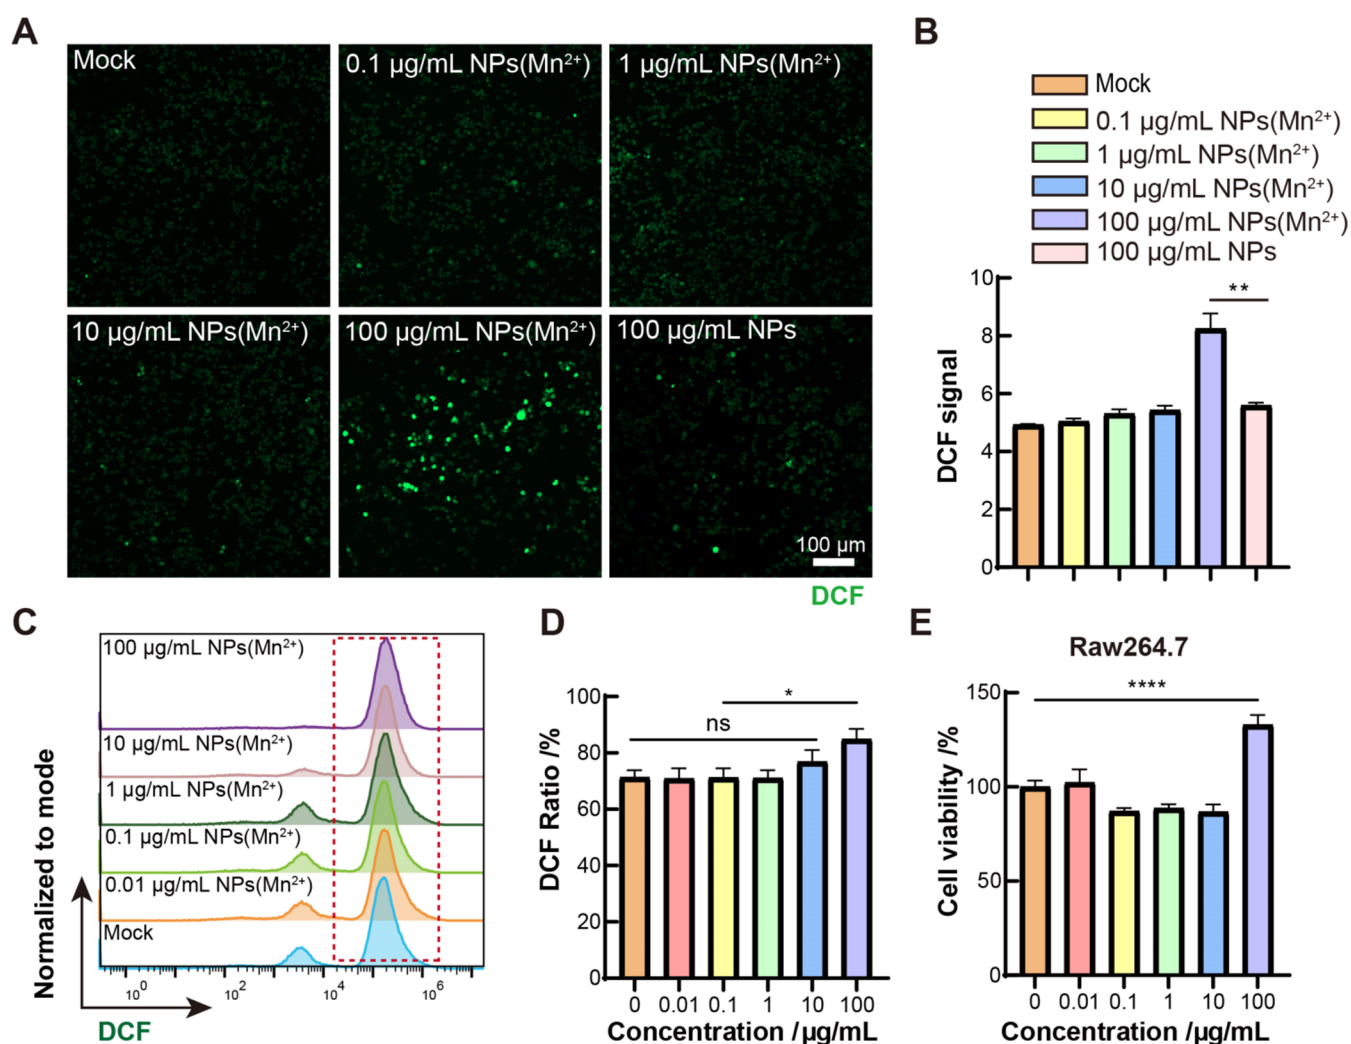 A
Mock
0.1 µg/mL NPs(Mn²⁺)
1 µg/mL NPs(Mn²⁺)
10 µg/mL NPs(Mn²⁺)
100 µg/mL NPs(Mn²⁺)
100 µg/mL NPs
100 µm
DCF
B
Mock
0.1 µg/mL NPs(Mn²⁺)
1 µg/mL NPs(Mn²⁺)
10 µg/mL NPs(Mn²⁺)
100 µg/mL NPs(Mn²⁺)
100 µg/mL NPs
DCF signal
10
8
6
4
2
0
**
C
Normalized to mode
100 µg/mL NPs(Mn²⁺)
10 µg/mL NPs(Mn²⁺)
1 µg/mL NPs(Mn²⁺)
0.1 µg/mL NPs(Mn²⁺)
0.01 µg/mL NPs(Mn²⁺)
Mock
10⁰ 10² 10⁴ 10⁶
DCF
D
DCF Ratio /%
100
80
60
40
20
0
*
ns
0 0.01 0.1 1 10 100
Concentration /µg/mL
E
Raw264.7
Cell viability /%
150
100
50
0
****
0 0.01 0.1 1 10 100
Concentration /µg/mL